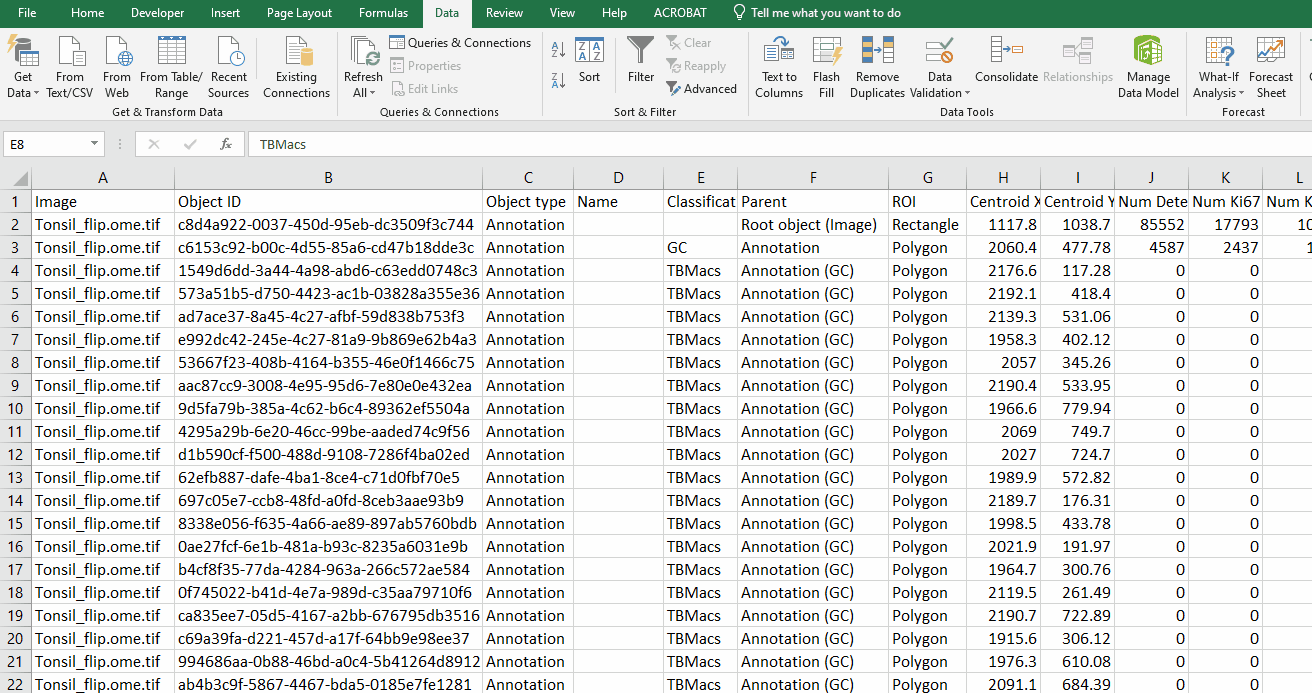 File Home Developer Insert Page Layout Formulas Data Review View Help ACROBAT Tell me what you want to do
Get Data From Text/CSV From Web From Table/ Range Recent Sources Existing Connections Refresh All Queries & Connections Properties Edit Links Sort Filter Clear Reapply Advanced Text to Columns Flash Fill Remove Duplicates Data Validation Consolidate Relationships Manage Data Model What-If Analysis Forecast Sheet
Get & Transform Data Queries & Connections Sort & Filter Data Tools Forecast
E8 fx TBMacs
A B C D E F G H I J K L
1 Image Object ID Object type Name Classificat Parent ROI Centroid X Centroid Y Num Dete Num Ki67 Num K
2 Tonsil_flip.ome.tif c8d4a922-0037-450d-95eb-dc3509f3c744 Annotation Root object (Image) Rectangle 1117.8 1038.7 85552 17793 10
3 Tonsil_flip.ome.tif c6153c92-b00c-4d55-85a6-cd47b18dde3c Annotation GC Annotation Polygon 2060.4 477.78 4587 2437 1
4 Tonsil_flip.ome.tif 1549d6dd-3a44-4a98-abd6-c63edd0748c3 Annotation TBMacs Annotation (GC) Polygon 2176.6 117.28 0 0
5 Tonsil_flip.ome.tif 573a51b5-d750-4423-ac1b-03828a355e36 Annotation TBMacs Annotation (GC) Polygon 2192.1 418.4 0 0
6 Tonsil_flip.ome.tif ad7ace37-8a45-4c27-afbf-59d838b753f3 Annotation TBMacs Annotation (GC) Polygon 2139.3 531.06 0 0
7 Tonsil_flip.ome.tif e992dc42-245e-4c27-81a9-9b869e62b4a3 Annotation TBMacs Annotation (GC) Polygon 1958.3 402.12 0 0
8 Tonsil_flip.ome.tif 53667f23-408b-4164-b355-46e0f1466c75 Annotation TBMacs Annotation (GC) Polygon 2057 345.26 0 0
9 Tonsil_flip.ome.tif aac87cc9-3008-4e95-95d6-7e80e0e432ea Annotation TBMacs Annotation (GC) Polygon 2190.4 533.95 0 0
10 Tonsil_flip.ome.tif 9d5fa79b-385a-4c62-b6c4-89362ef5504a Annotation TBMacs Annotation (GC) Polygon 1966.6 779.94 0 0
11 Tonsil_flip.ome.tif 4295a29b-6e20-46cc-99be-aaded74c9f56 Annotation TBMacs Annotation (GC) Polygon 2069 749.7 0 0
12 Tonsil_flip.ome.tif d1b590cf-f500-488d-9108-7286f4ba02ed Annotation TBMacs Annotation (GC) Polygon 2027 724.7 0 0
13 Tonsil_flip.ome.tif 62efb887-dafe-4ba1-8ce4-c71d0fbf70e5 Annotation TBMacs Annotation (GC) Polygon 1989.9 572.82 0 0
14 Tonsil_flip.ome.tif 697c05e7-ccb8-48fd-a0fd-8ceb3aae93b9 Annotation TBMacs Annotation (GC) Polygon 2189.7 176.31 0 0
15 Tonsil_flip.ome.tif 8338e056-f635-4a66-ae89-897ab5760bdb Annotation TBMacs Annotation (GC) Polygon 1998.5 433.78 0 0
16 Tonsil_flip.ome.tif 0ae27fcf-6e1b-481a-b93c-8235a6031e9b Annotation TBMacs Annotation (GC) Polygon 2021.9 191.97 0 0
17 Tonsil_flip.ome.tif b4cf8f35-77da-4284-963a-266c572ae584 Annotation TBMacs Annotation (GC) Polygon 1964.7 300.76 0 0
18 Tonsil_flip.ome.tif 0f745022-b41d-4e7a-989d-c35aa79710f6 Annotation TBMacs Annotation (GC) Polygon 2119.5 261.49 0 0
19 Tonsil_flip.ome.tif ca835ee7-05d5-4167-a2bb-676795db3516 Annotation TBMacs Annotation (GC) Polygon 2190.7 722.89 0 0
20 Tonsil_flip.ome.tif c69a39fa-d221-457d-a17f-64bb9e98ee37 Annotation TBMacs Annotation (GC) Polygon 1915.6 306.12 0 0
21 Tonsil_flip.ome.tif 994686aa-0b88-46bd-a0c4-5b41264d8912 Annotation TBMacs Annotation (GC) Polygon 1976.3 610.08 0 0
22 Tonsil_flip.ome.tif ab4b3c9f-5867-4467-bda5-0185e7fe1281 Annotation TBMacs Annotation (GC) Polygon 2091.1 684.39 0 0